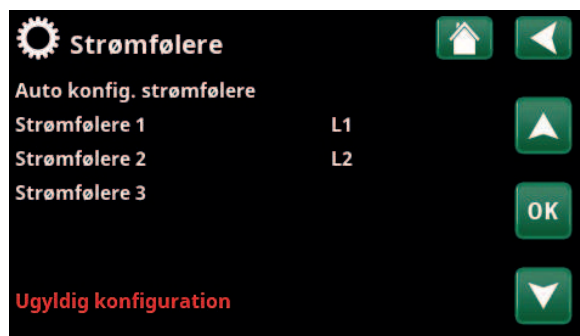 Strømfølere
Auto konfig. strømfølere
Strømfølere 1 L1
Strømfølere 2 L2
Strømfølere 3
OK
Ugyldig konfiguration